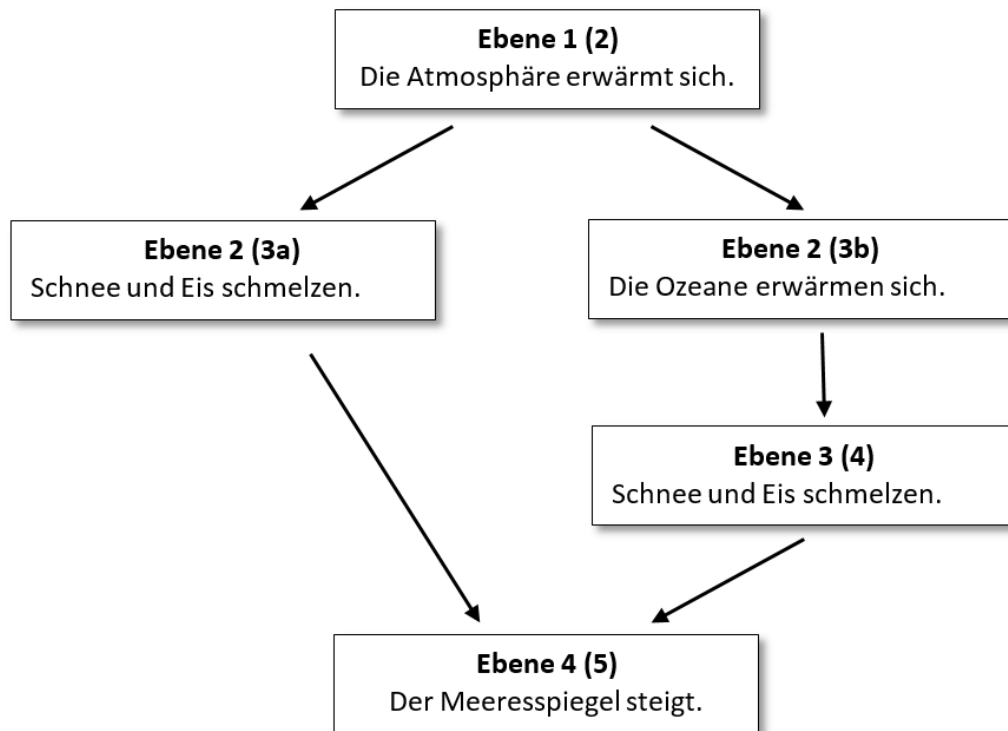 Ebene 1 (2)
Die Atmosphäre erwärmt sich.
Ebene 2 (3a)
Schnee und Eis schmelzen.
Ebene 2 (3b)
Die Ozeane erwärmen sich.
Ebene 3 (4)
Schnee und Eis schmelzen.
Ebene 4 (5)
Der Meeresspiegel steigt.